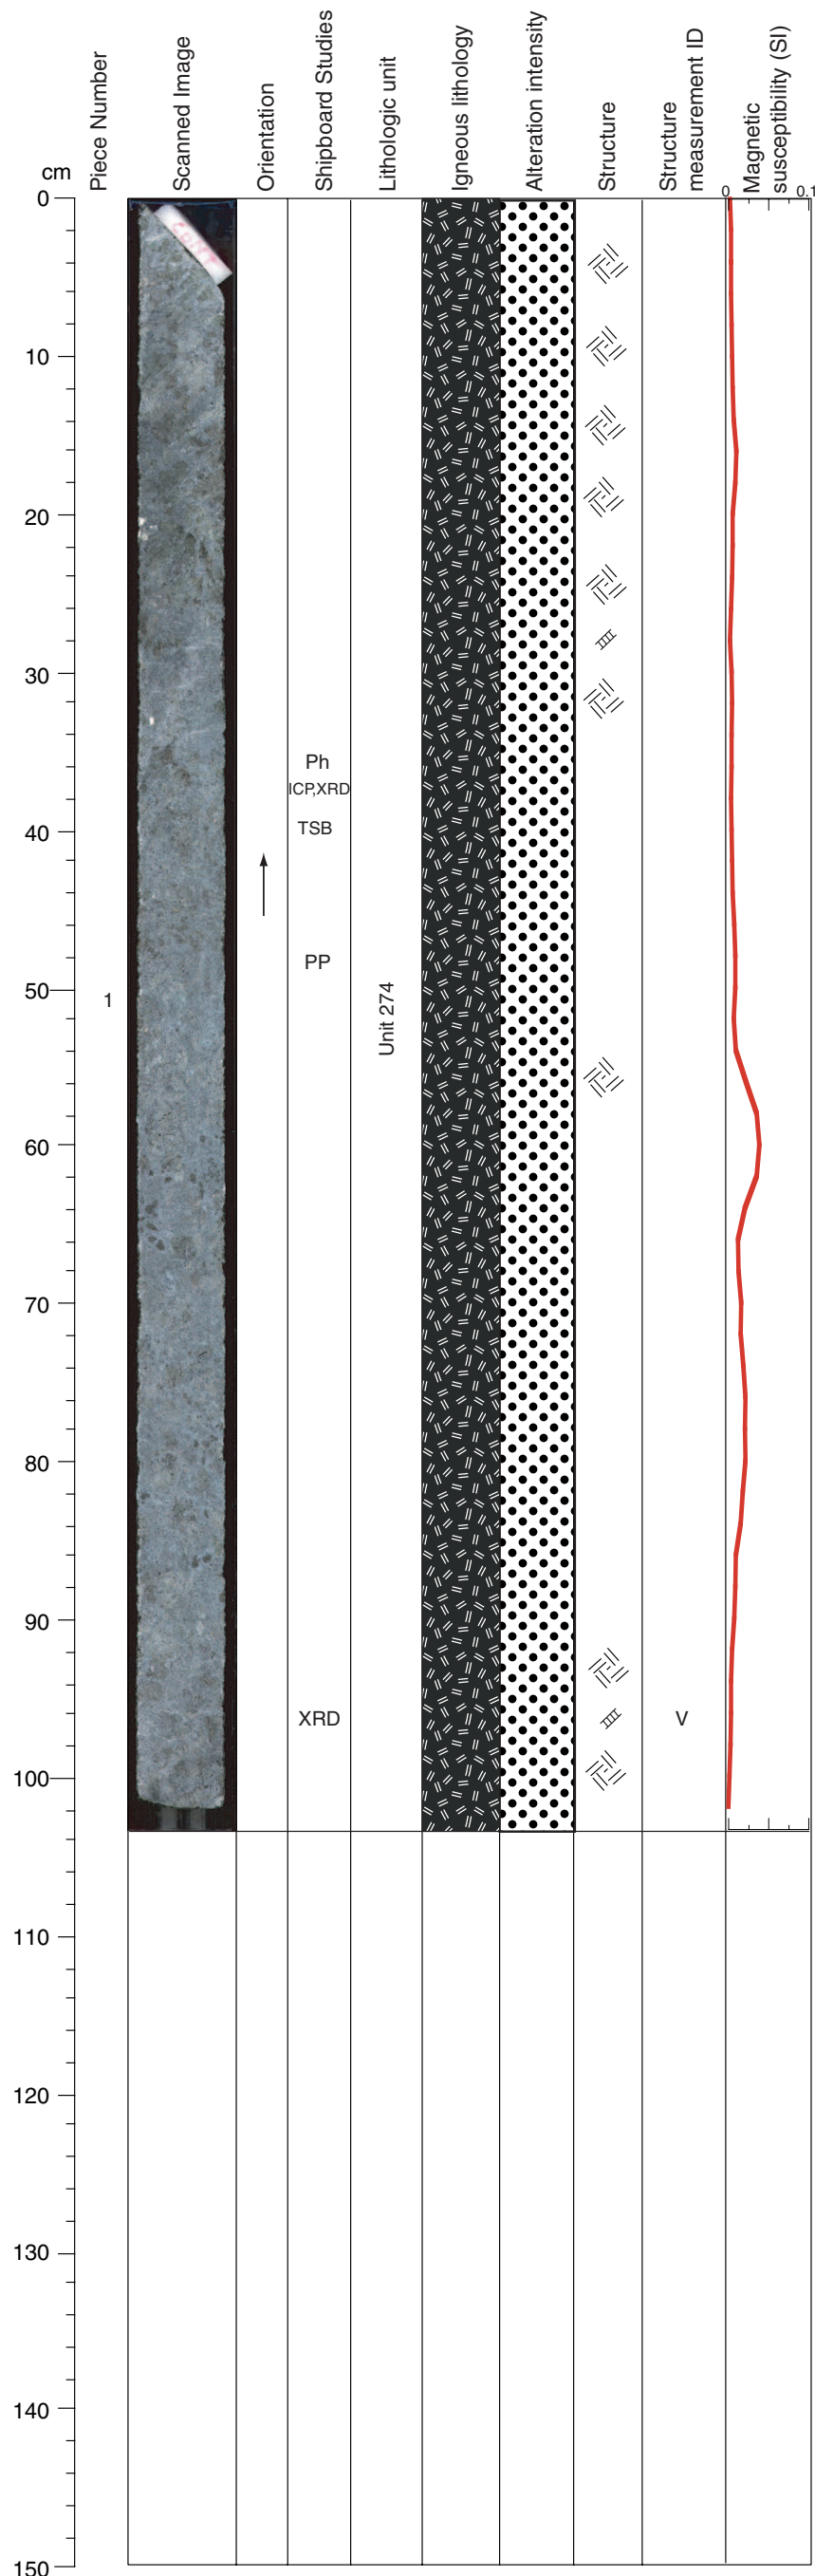 cm
Piece Number
Scanned Image
Orientation
Shipboard Studies
Lithologic unit
Igneous lithology
Alteration intensity
Structure
Structure
measurement ID
Magnetic
susceptibility (SI)
0 0.1
0
10
20
30
40
50
60
70
80
90
100
110
120
130
140
150
CONT
Ph
ICP,XRD
TSB
PP
1
Unit 274
XRD
V